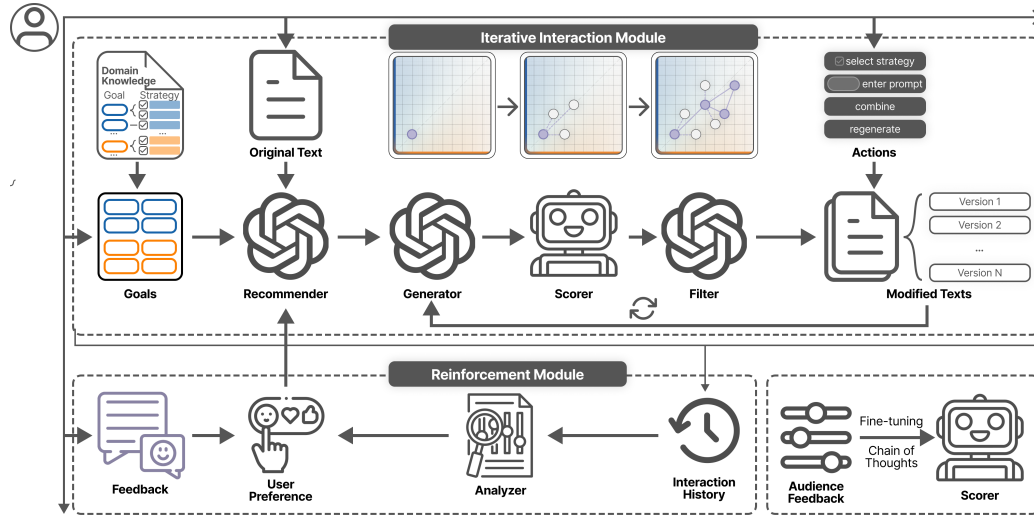 Iterative Interaction Module
Domain
Knowledge
Goal Strategy
...
...
...
Original Text
select strategy
enter prompt
combine
regenerate
Actions
Version 1
Version 2
...
Version N
Goals
Recommender
Generator
Scorer
Filter
Modified Texts
Reinforcement Module
Feedback
User
Preference
Analyzer
Interaction
History
Fine-tuning
Chain of
Thoughts
Audience
Feedback
Scorer